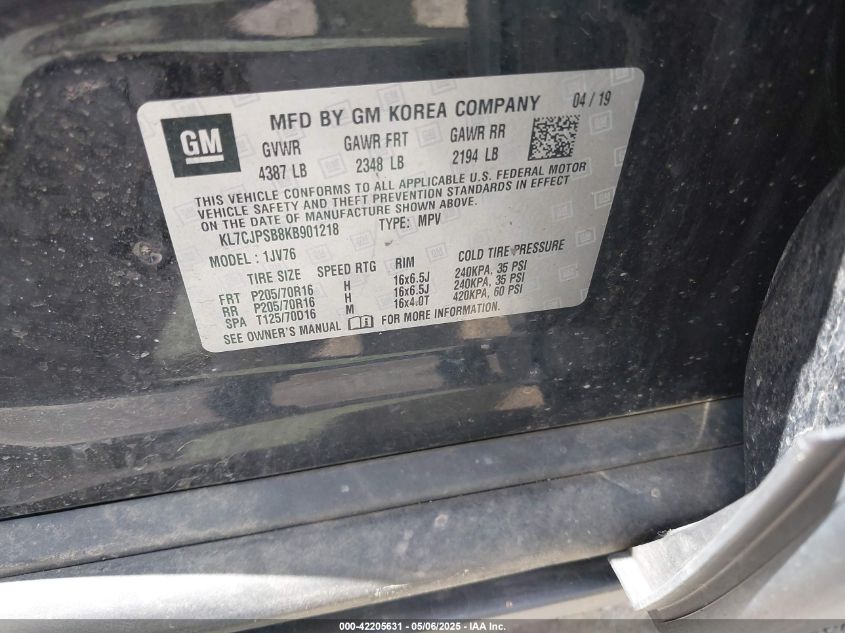 MFD BY GM KOREA COMPANY 04 / 19
GM
GVWR GAWR FRT GAWR RR
4387 LB 2348 LB 2194 LB
THIS VEHICLE CONFORMS TO ALL APPLICABLE U.S. FEDERAL MOTOR
VEHICLE SAFETY AND THEFT PREVENTION STANDARDS IN EFFECT
ON THE DATE OF MANUFACTURE SHOWN ABOVE.
KL7CJPSB8KB901218 TYPE: MPV
MODEL: 1JV76
TIRE SIZE SPEED RTG RIM COLD TIRE PRESSURE
FRT P205/70R16 H 16x6.5J 240KPA, 35 PSI
RR P205/70R16 H 16x6.5J 240KPA, 35 PSI
SPA T125/70D16 M 16x4.0T 420KPA, 60 PSI
SEE OWNER'S MANUAL FOR MORE INFORMATION.
000-42205631 - 05/06/2025 - IAA Inc.